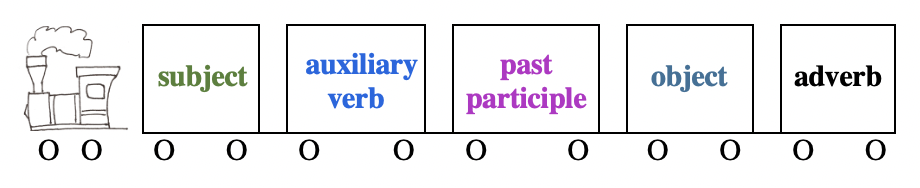 subject
auxiliary
verb
past
participle
object
adverb
O O O O O O O O O O O O